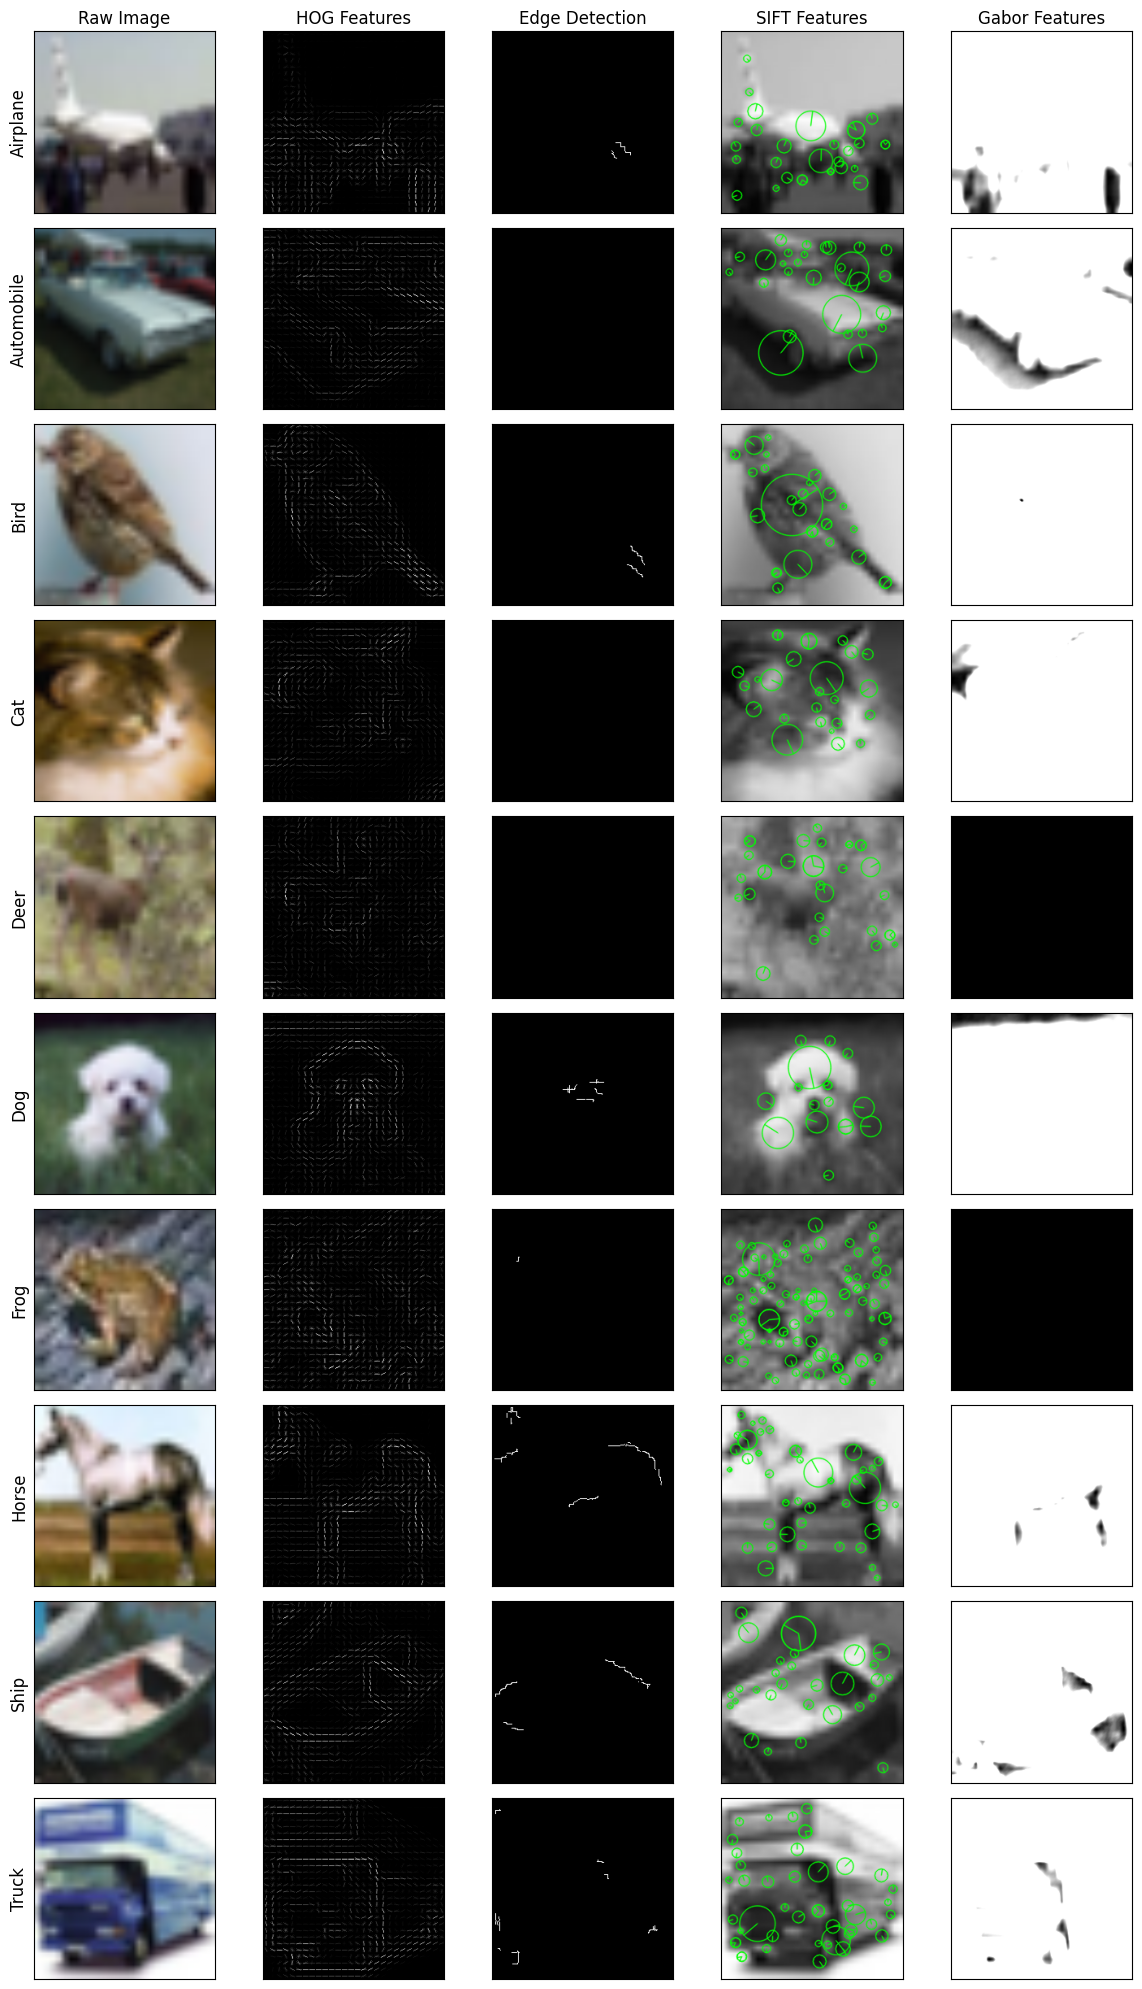 Raw Image
HOG Features
Edge Detection
SIFT Features
Gabor Features
Airplane
Automobile
Bird
Cat
Deer
Dog
Frog
Horse
Ship
Truck